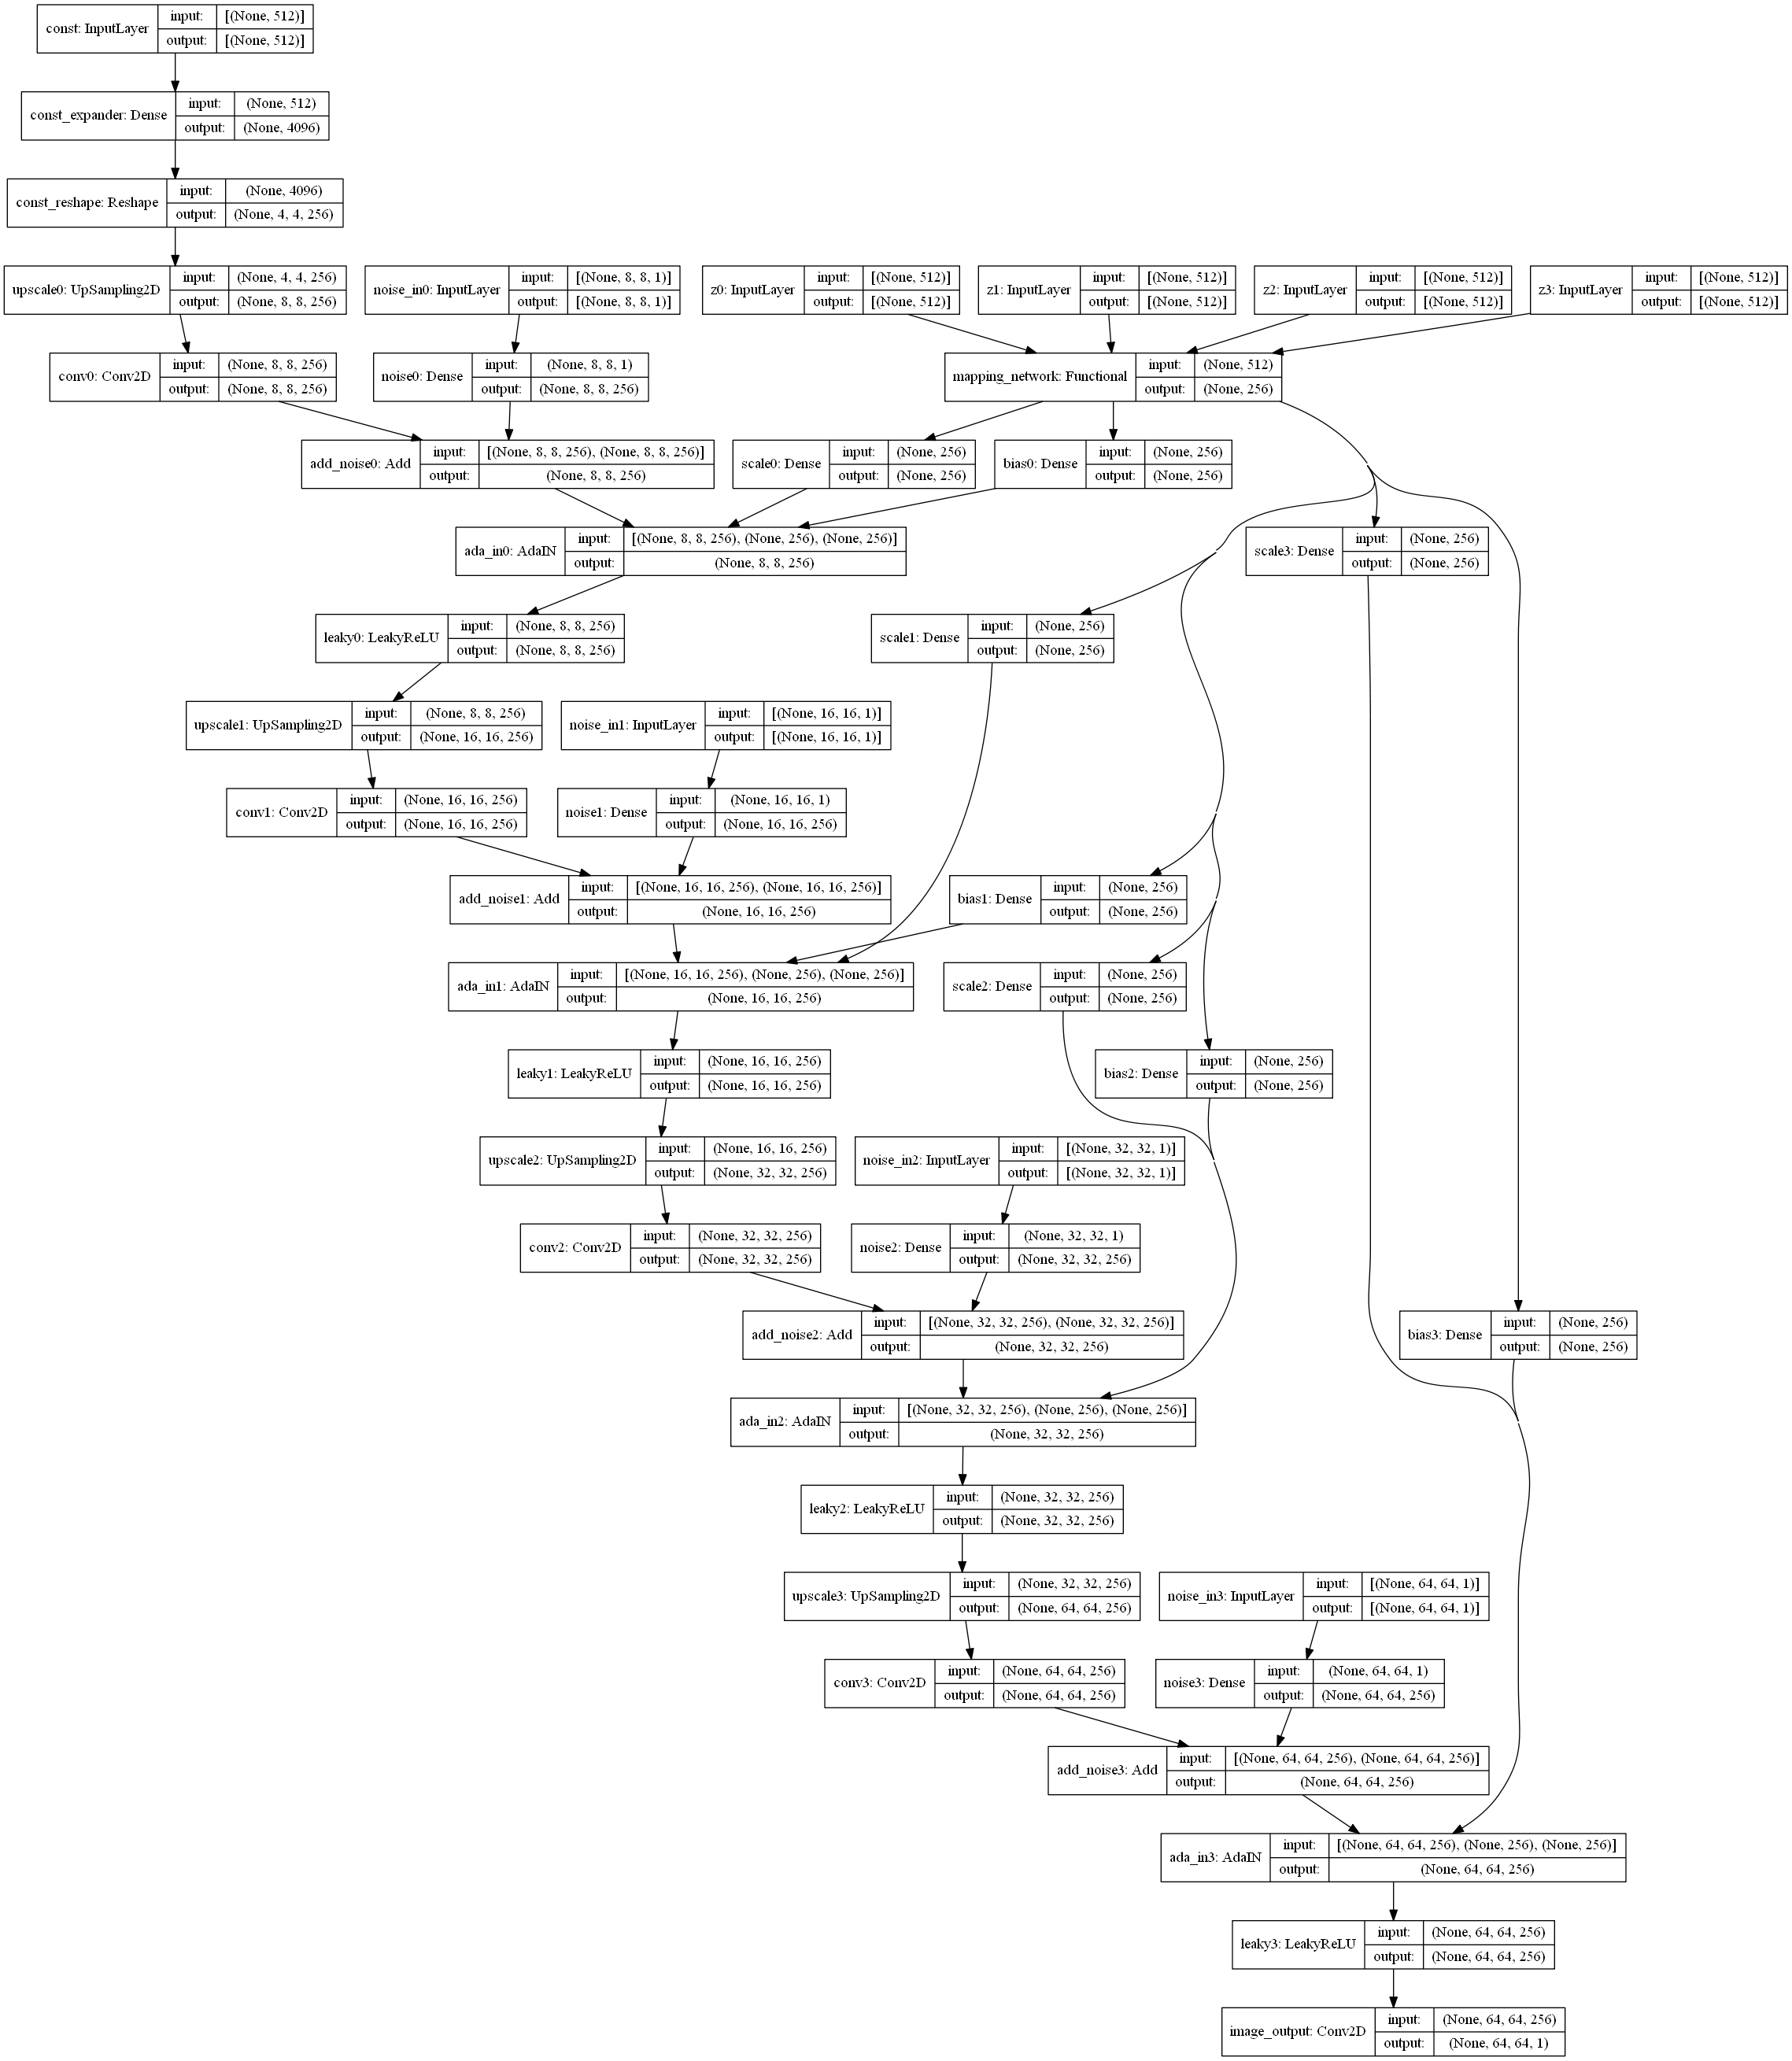 const: InputLayer
input: [(None, 512)]
output: [(None, 512)]
const_expander: Dense
input: (None, 512)
output: (None, 4096)
const_reshape: Reshape
input: (None, 4096)
output: (None, 4, 4, 256)
upscale0: UpSampling2D
input: (None, 4, 4, 256)
output: (None, 8, 8, 256)
noise_in0: InputLayer
input: [(None, 8, 8, 1)]
output: [(None, 8, 8, 1)]
z0: InputLayer
input: [(None, 512)]
output: [(None, 512)]
z1: InputLayer
input: [(None, 512)]
output: [(None, 512)]
z2: InputLayer
input: [(None, 512)]
output: [(None, 512)]
z3: InputLayer
input: [(None, 512)]
output: [(None, 512)]
conv0: Conv2D
input: (None, 8, 8, 256)
output: (None, 8, 8, 256)
noise0: Dense
input: (None, 8, 8, 1)
output: (None, 8, 8, 256)
mapping_network: Functional
input: (None, 512)
output: (None, 256)
add_noise0: Add
input: [(None, 8, 8, 256), (None, 8, 8, 256)]
output: (None, 8, 8, 256)
scale0: Dense
input: (None, 256)
output: (None, 256)
bias0: Dense
input: (None, 256)
output: (None, 256)
ada_in0: AdaIN
input: [(None, 8, 8, 256), (None, 256), (None, 256)]
output: (None, 8, 8, 256)
scale3: Dense
input: (None, 256)
output: (None, 256)
leaky0: LeakyReLU
input: (None, 8, 8, 256)
output: (None, 8, 8, 256)
scale1: Dense
input: (None, 256)
output: (None, 256)
upscale1: UpSampling2D
input: (None, 8, 8, 256)
output: (None, 16, 16, 256)
noise_in1: InputLayer
input: [(None, 16, 16, 1)]
output: [(None, 16, 16, 1)]
conv1: Conv2D
input: (None, 16, 16, 256)
output: (None, 16, 16, 256)
noise1: Dense
input: (None, 16, 16, 1)
output: (None, 16, 16, 256)
add_noise1: Add
input: [(None, 16, 16, 256), (None, 16, 16, 256)]
output: (None, 16, 16, 256)
bias1: Dense
input: (None, 256)
output: (None, 256)
ada_in1: AdaIN
input: [(None, 16, 16, 256), (None, 256), (None, 256)]
output: (None, 16, 16, 256)
scale2: Dense
input: (None, 256)
output: (None, 256)
leaky1: LeakyReLU
input: (None, 16, 16, 256)
output: (None, 16, 16, 256)
bias2: Dense
input: (None, 256)
output: (None, 256)
upscale2: UpSampling2D
input: (None, 16, 16, 256)
output: (None, 32, 32, 256)
noise_in2: InputLayer
input: [(None, 32, 32, 1)]
output: [(None, 32, 32, 1)]
conv2: Conv2D
input: (None, 32, 32, 256)
output: (None, 32, 32, 256)
noise2: Dense
input: (None, 32, 32, 1)
output: (None, 32, 32, 256)
add_noise2: Add
input: [(None, 32, 32, 256), (None, 32, 32, 256)]
output: (None, 32, 32, 256)
bias3: Dense
input: (None, 256)
output: (None, 256)
ada_in2: AdaIN
input: [(None, 32, 32, 256), (None, 256), (None, 256)]
output: (None, 32, 32, 256)
leaky2: LeakyReLU
input: (None, 32, 32, 256)
output: (None, 32, 32, 256)
upscale3: UpSampling2D
input: (None, 32, 32, 256)
output: (None, 64, 64, 256)
noise_in3: InputLayer
input: [(None, 64, 64, 1)]
output: [(None, 64, 64, 1)]
conv3: Conv2D
input: (None, 64, 64, 256)
output: (None, 64, 64, 256)
noise3: Dense
input: (None, 64, 64, 1)
output: (None, 64, 64, 256)
add_noise3: Add
input: [(None, 64, 64, 256), (None, 64, 64, 256)]
output: (None, 64, 64, 256)
ada_in3: AdaIN
input: [(None, 64, 64, 256), (None, 256), (None, 256)]
output: (None, 64, 64, 256)
leaky3: LeakyReLU
input: (None, 64, 64, 256)
output: (None, 64, 64, 256)
image_output: Conv2D
input: (None, 64, 64, 256)
output: (None, 64, 64, 1)